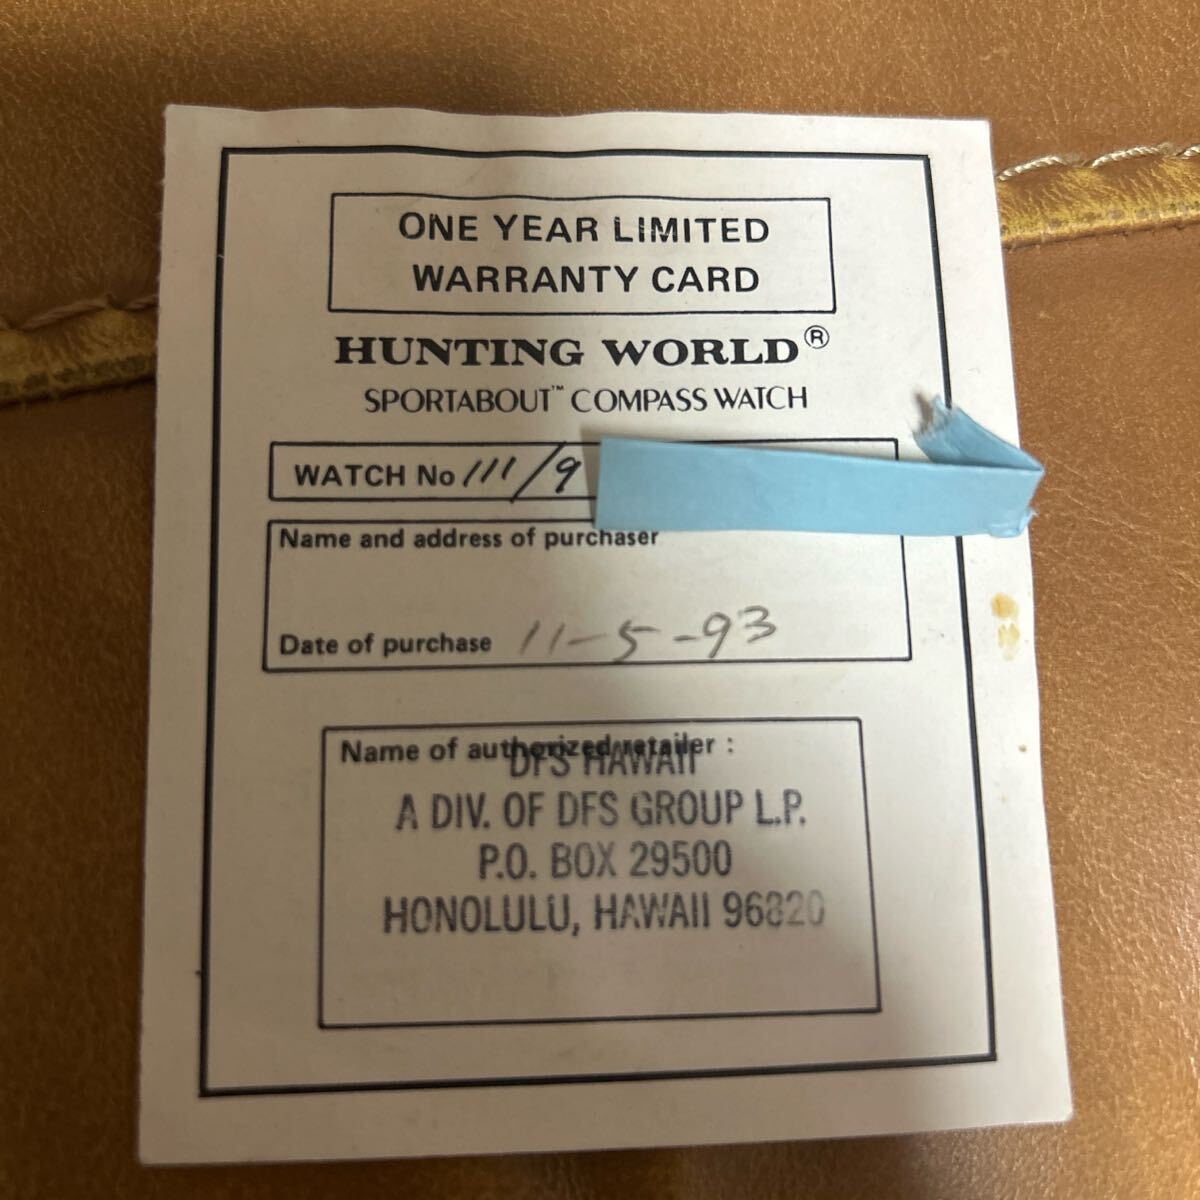 ONE YEAR LIMITED
WARRANTY CARD
HUNTING WORLD®
SPORTABOUT™ COMPASS WATCH
WATCH No 111/9
Name and address of purchaser
Date of purchase 11-5-93
Name of authorized retailer :
DFS HAWAII
A DIV. OF DFS GROUP L.P.
P.O. BOX 29500
HONOLULU, HAWAII 96820